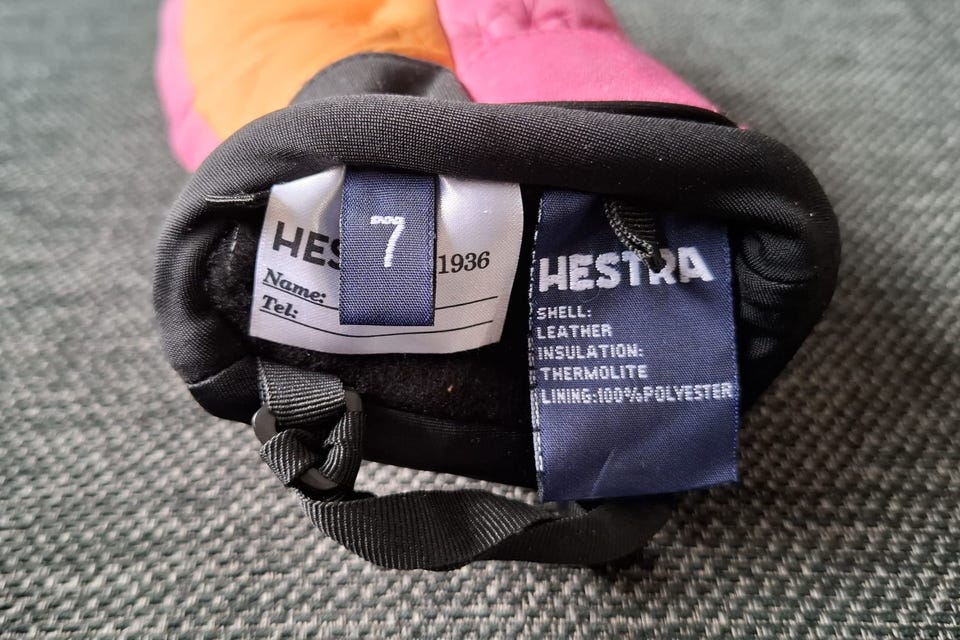 HES 1936
7
Name:
Tel:
HESTRA
SHELL:
LEATHER
INSULATION:
THERMOLITE
LINING:100%POLYESTER